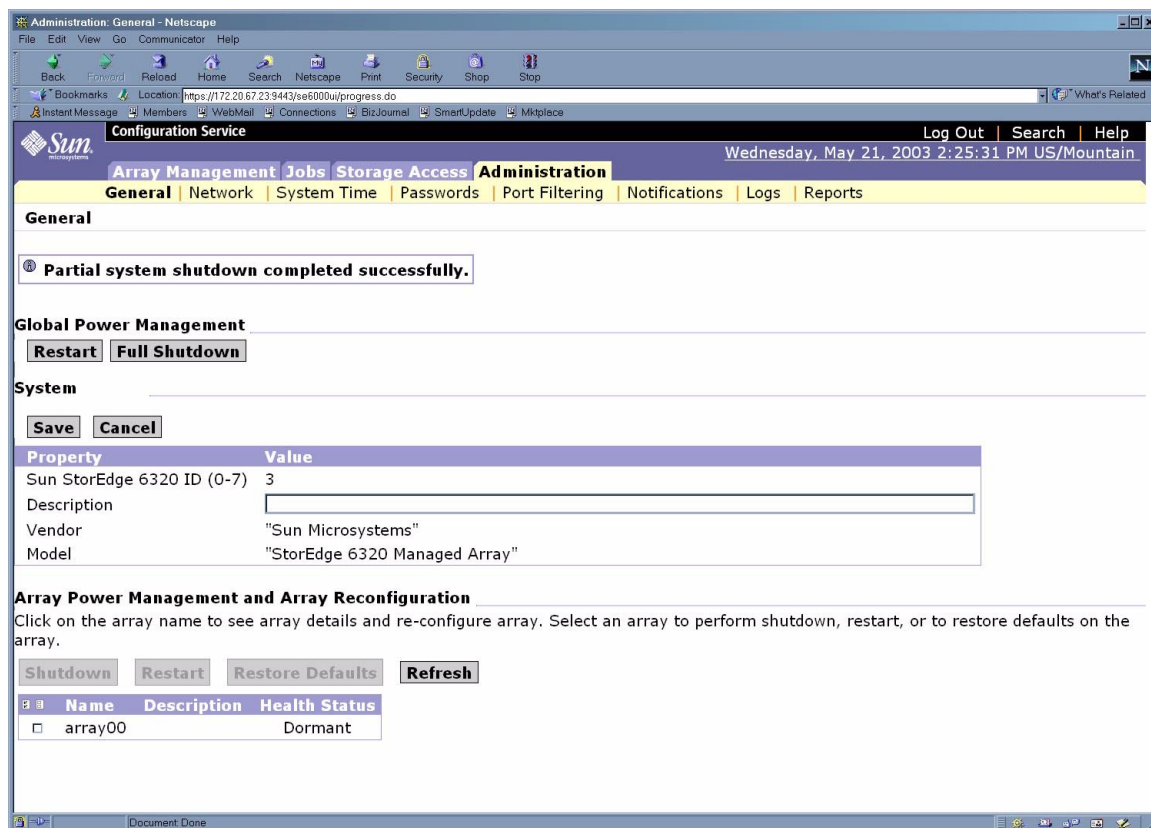 Administration: General - Netscape
File Edit View Go Communicator Help
Back Forward Reload Home Search Netscape Print Security Shop Stop
Bookmarks Location: https://172.20.67.23:9443/se6000ui/progress.do What's Related
Instant Message Members WebMail Connections BizJournal SmartUpdate Mktplace
Sun microsystems
Configuration Service
Log Out | Search | Help
Wednesday, May 21, 2003 2:25:31 PM US/Mountain
Array Management Jobs Storage Access Administration
General | Network | System Time | Passwords | Port Filtering | Notifications | Logs | Reports
General
Partial system shutdown completed successfully.
Global Power Management
Restart Full Shutdown
System
Save Cancel
Property Value
Sun StorEdge 6320 ID (0-7) 3
Description
Vendor "Sun Microsystems"
Model "StorEdge 6320 Managed Array"
Array Power Management and Array Reconfiguration
Click on the array name to see array details and re-configure array. Select an array to perform shutdown, restart, or to restore defaults on the
array.
Shutdown Restart Restore Defaults Refresh
Name Description Health Status
array00 Dormant
Document: Done